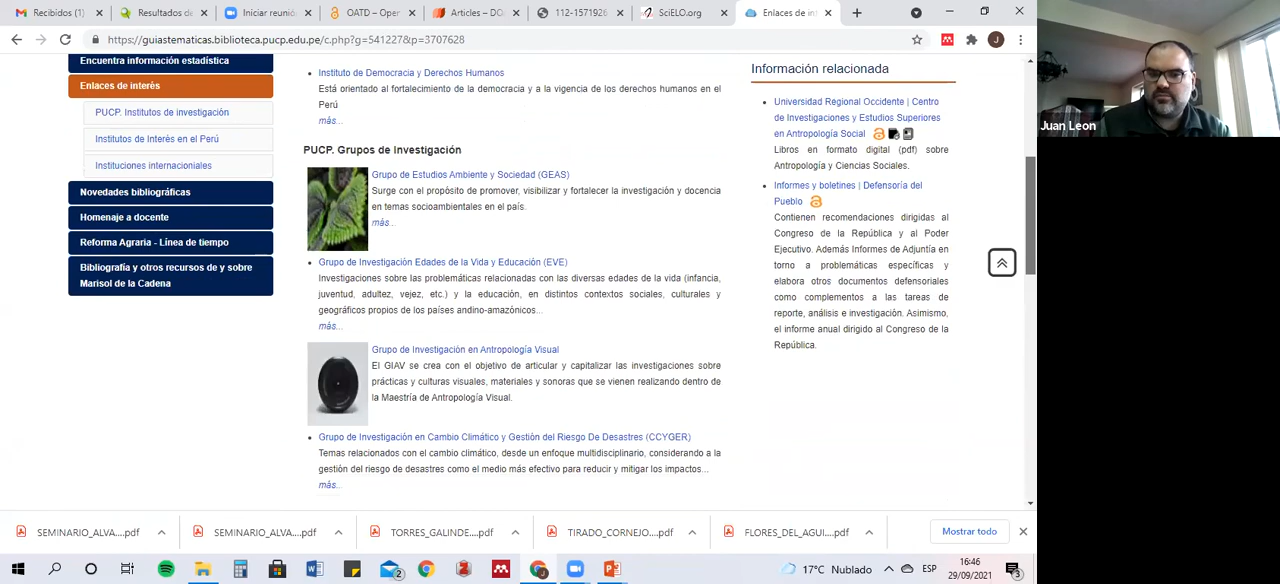 Recibidos (1)
Resultados de
Iniciar reunió
OATD – Oper
Articles – DO
112-1571926
SciELO.org
Enlaces de int
https://guiastematicas.biblioteca.pucp.edu.pe/c.php?g=541227&p=3707628
J
Encuentra información estadística
Enlaces de interés
PUCP. Institutos de investigación
Institutos de Interés en el Perú
Instituciones internacionales
Novedades bibliográficas
Homenaje a docente
Reforma Agraria - Línea de tiempo
Bibliografía y otros recursos de y sobre
Marisol de la Cadena
Instituto de Democracia y Derechos Humanos
Está orientado al fortalecimiento de la democracia y a la vigencia de los derechos humanos en el
Perú
más...
PUCP. Grupos de Investigación
Grupo de Estudios Ambiente y Sociedad (GEAS)
Surge con el propósito de promover, visibilizar y fortalecer la investigación y docencia
en temas socioambientales en el país.
más...
Grupo de Investigación Edades de la Vida y Educación (EVE)
Investigaciones sobre las problemáticas relacionadas con las diversas edades de la vida (infancia,
juventud, adultez, vejez, etc.) y la educación, en distintos contextos sociales, culturales y
geográficos propios de los países andino-amazónicos...
más...
Grupo de Investigación en Antropología Visual
El GIAV se crea con el objetivo de articular y capitalizar las investigaciones sobre
prácticas y culturas visuales, materiales y sonoras que se vienen realizando dentro de
la Maestría de Antropología Visual.
Grupo de Investigación en Cambio Climático y Gestión del Riesgo De Desastres (CCYGER)
Temas relacionados con el cambio climático, desde un enfoque multidisciplinario, considerando a la
gestión del riesgo de desastres como el medio más efectivo para reducir y mitigar los impactos...
más...
Información relacionada
Universidad Regional Occidente | Centro
de Investigaciones y Estudios Superiores
en Antropología Social
Libros en formato digital (pdf) sobre
Antropología y Ciencias Sociales.
Informes y boletines | Defensoría del
Pueblo
Contienen recomendaciones dirigidas al
Congreso de la República y al Poder
Ejecutivo. Además Informes de Adjuntía en
torno a problemáticas específicas y
elabora otros documentos defensoriales
como complementos a las tareas de
reporte, análisis e investigación. Asimismo,
el informe anual dirigido al Congreso de la
República.
Juan Leon
SEMINARIO_ALVA....pdf
SEMINARIO_ALVA....pdf
TORRES_GALINDE....pdf
TIRADO_CORNEJO....pdf
FLORES_DEL_AGUI....pdf
Mostrar todo
2
17°C Nublado
ESP
16:46
29/09/2021
3